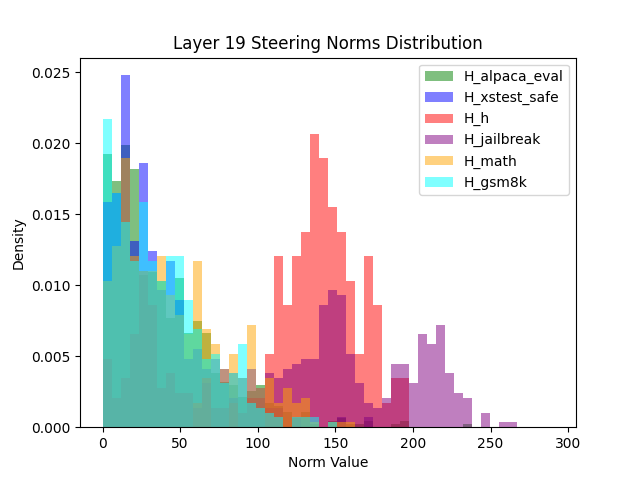 Layer 19 Steering Norms Distribution
0.025
0.020
0.015
0.010
0.005
0.000
Density
H_alpaca_eval
H_xstest_safe
H_h
H_jailbreak
H_math
H_gsm8k
0 50 100 150 200 250 300
Norm Value